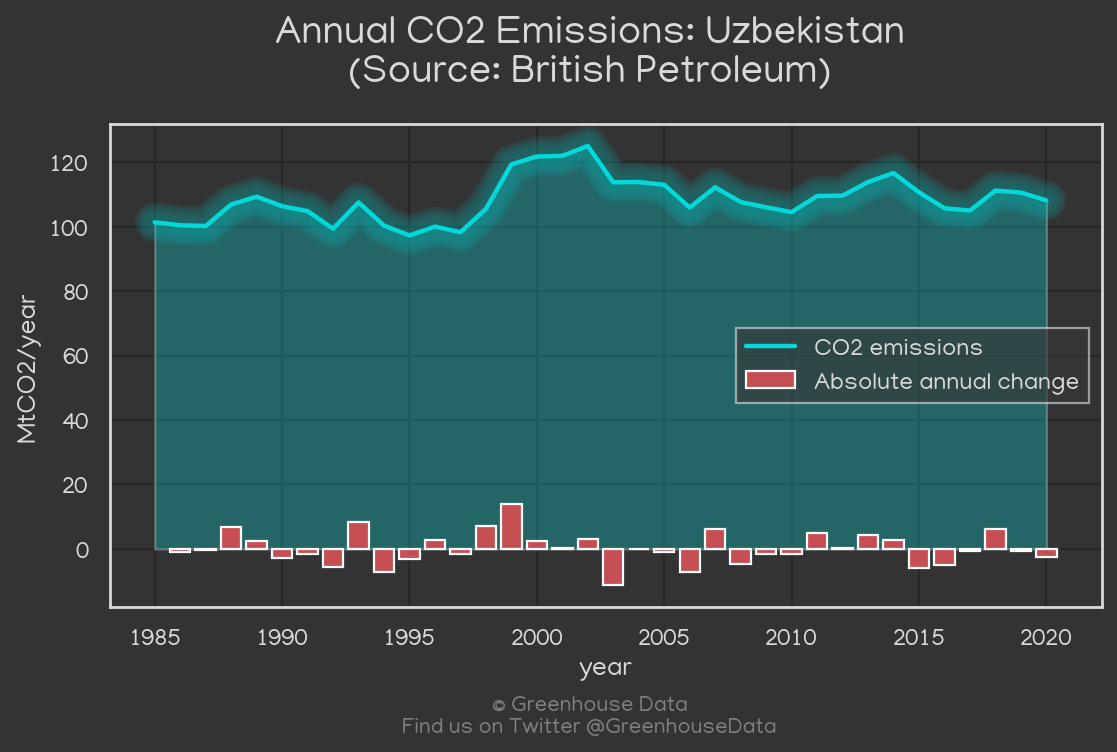 Annual CO2 Emissions: Uzbekistan
(Source: British Petroleum)
MtCO2/year
120
100
80
60
40
20
0
CO2 emissions
Absolute annual change
1985 1990 1995 2000 2005 2010 2015 2020
year
© Greenhouse Data
Find us on Twitter @GreenhouseData